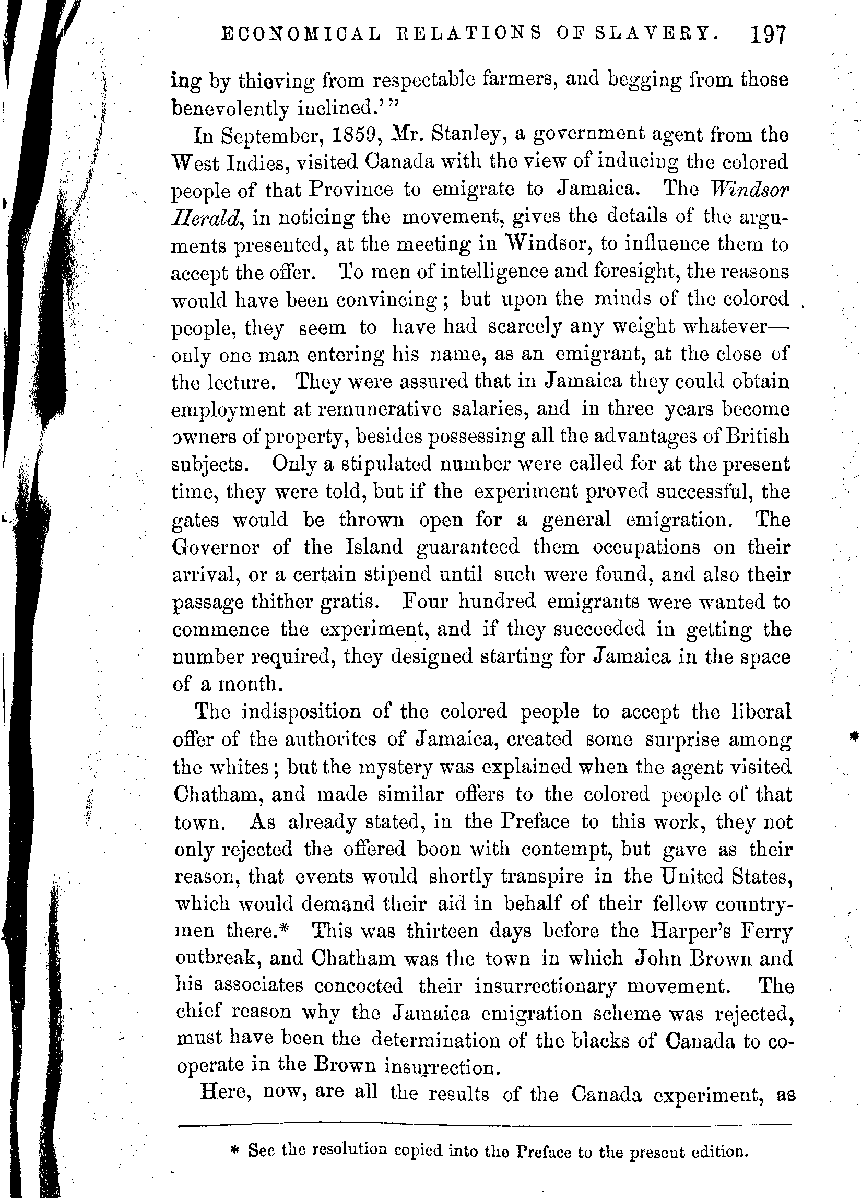 ECONOMICAL RELATIONS OF SLAVERY. 197
ing by thieving from respectable farmers, and begging from those
benevolently inclined.'"
In September, 1859, Mr. Stanley, a government agent from the
West Indies, visited Canada with the view of inducing the colored
people of that Province to emigrate to Jamaica. The Windsor
Herald, in noticing the movement, gives the details of the argu-
ments presented, at the meeting in Windsor, to influence them to
accept the offer. To men of intelligence and foresight, the reasons
would have been convincing; but upon the minds of the colored
people, they seem to have had scarcely any weight whatever—
only one man entering his name, as an emigrant, at the close of
the lecture. They were assured that in Jamaica they could obtain
employment at remunerative salaries, and in three years become
owners of property, besides possessing all the advantages of British
subjects. Only a stipulated number were called for at the present
time, they were told, but if the experiment proved successful, the
gates would be thrown open for a general emigration. The
Governor of the Island guaranteed them occupations on their
arrival, or a certain stipend until such were found, and also their
passage thither gratis. Four hundred emigrants were wanted to
commence the experiment, and if they succeeded in getting the
number required, they designed starting for Jamaica in the space
of a month.
The indisposition of the colored people to accept the liberal
offer of the authorites of Jamaica, created some surprise among
the whites; but the mystery was explained when the agent visited
Chatham, and made similar offers to the colored people of that
town. As already stated, in the Preface to this work, they not
only rejected the offered boon with contempt, but gave as their
reason, that events would shortly transpire in the United States,
which would demand their aid in behalf of their fellow country-
men there.* This was thirteen days before the Harper's Ferry
outbreak, and Chatham was the town in which John Brown and
his associates concocted their insurrectionary movement. The
chief reason why the Jamaica emigration scheme was rejected,
must have been the determination of the blacks of Canada to co-
operate in the Brown insurrection.
Here, now, are all the results of the Canada experiment, as
* See the resolution copied into the Preface to the present edition.